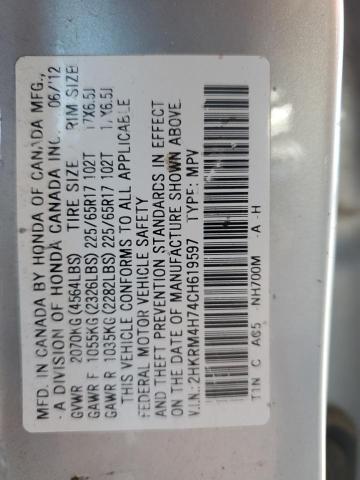 MFD. IN CANADA BY HONDA OF CANADA MFG.,
A DIVISION OF HONDA CANADA INC. 06/12
GVWR 2070KG(4564LBS) TIRE SIZE RIM SIZE
GAWR F 1055KG(2326LBS) 225/65R17 102T 17X6.5J
GAWR R 1035KG(2282LBS) 225/65R17 102T X6.5J
THIS VEHICLE CONFORMS TO ALL APPLICABLE
FEDERAL MOTOR VEHICLE SAFETY
AND THEFT PREVENTION STANDARDS IN EFFECT
ON THE DATE OF MANUFACTURE SHOWN ABOVE.
V.I.N.: 2HKRM4H74CH619597 TYPE: MPV
TIN C A65 NH700M -A -H